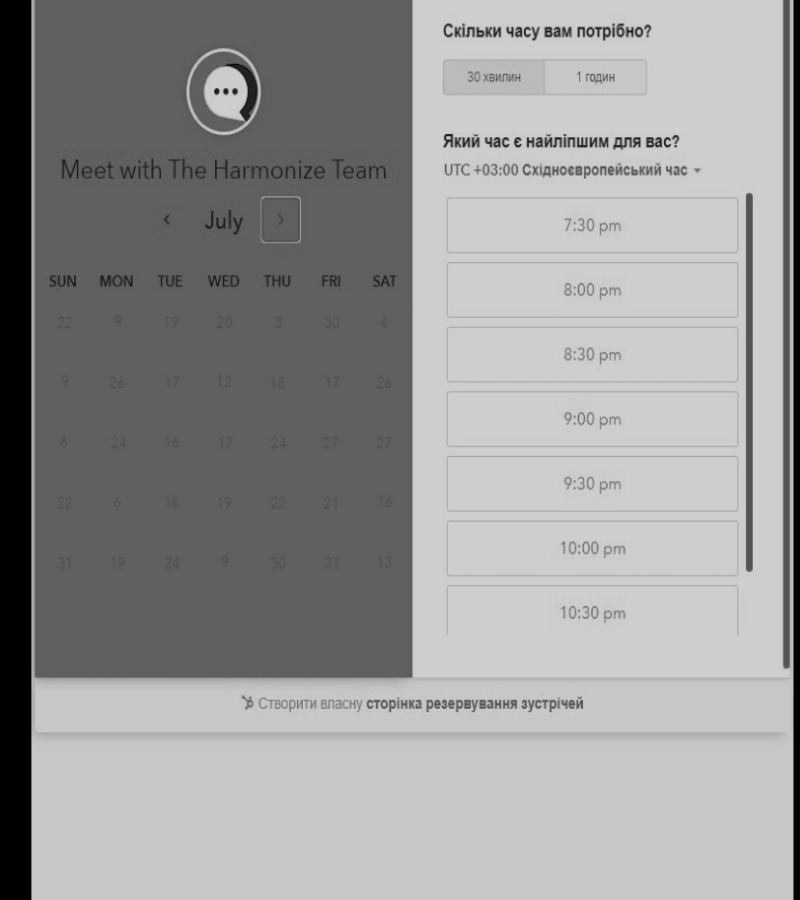 Meet with The Harmonize Team
July
SUN MON TUE WED THU FRI SAT
22 9 19 20 3 30 4
9 26 17 12 18 17 26
6 24 16 17 24 27 27
22 6 16 19 22 21 16
31 19 24 9 30 31 13
Скільки часу вам потрібно?
30 хвилин 1 годин
Який час є найліпшим для вас?
UTC +03:00 Східноєвропейський час
7:30 pm
8:00 pm
8:30 pm
9:00 pm
9:30 pm
10:00 pm
10:30 pm
Створити власну сторінка резервування зустрічей